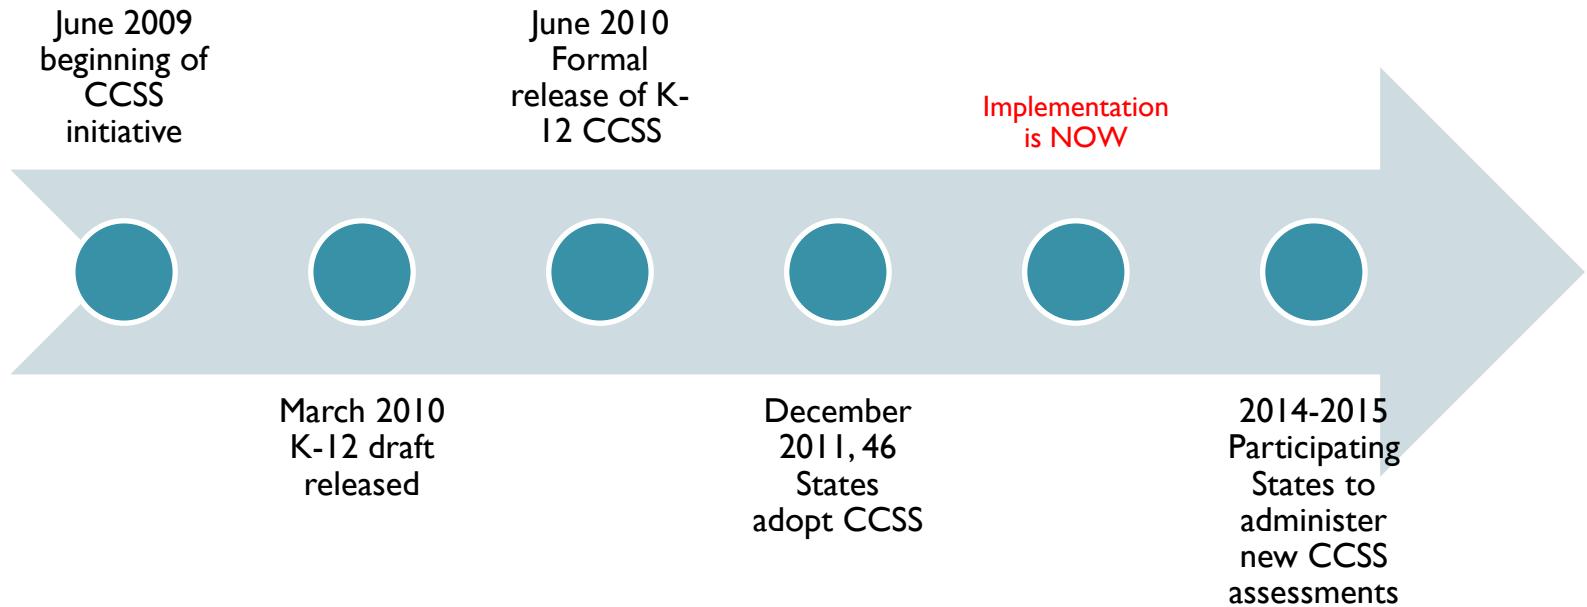 June 2009
beginning of
CCSS
initiative
March 2010
K-12 draft
released
June 2010
Formal
release of K-
12 CCSS
December
2011, 46
States
adopt CCSS
Implementation
is NOW
2014-2015
Participating
States to
administer
new CCSS
assessments